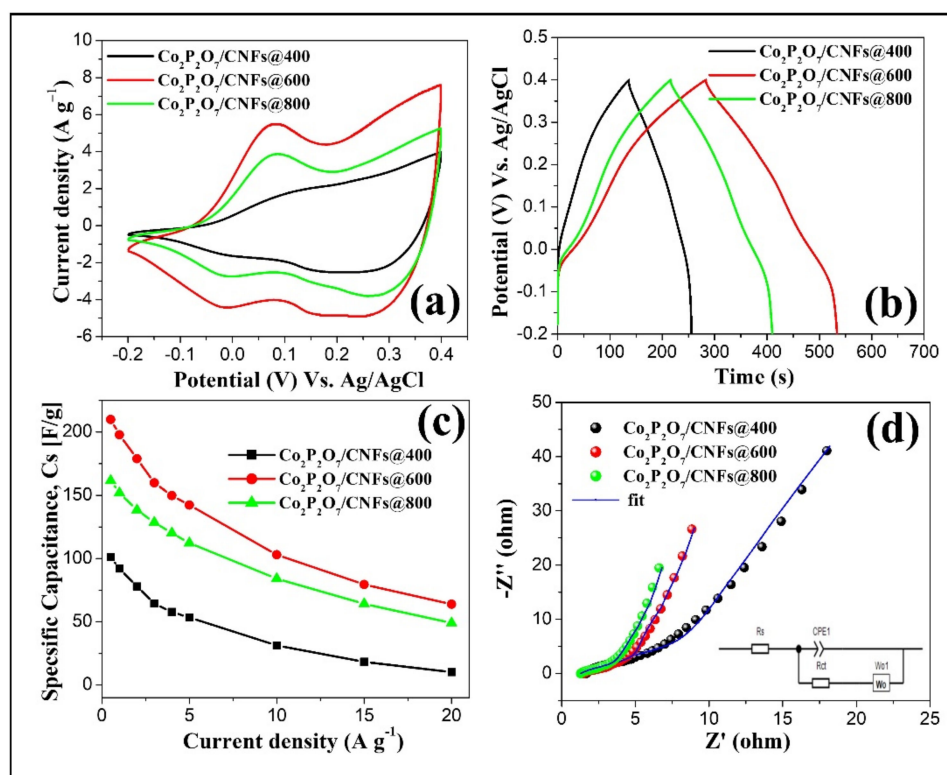 Current density (A g⁻¹)
6
4
2
0
-2
-4
-6
Co₂P₂O₇/CNFs@400
Co₂P₂O₇/CNFs@600
Co₂P₂O₇/CNFs@800
(a)
-0.2 -0.1 0.0 0.1 0.2 0.3 0.4
Potential (V) Vs. Ag/AgCl
Potential (V) Vs. Ag/AgCl
0.5
0.4
0.3
0.2
0.1
0.0
-0.1
-0.2
Co₂P₂O₇/CNFs@400
Co₂P₂O₇/CNFs@600
Co₂P₂O₇/CNFs@800
(b)
0 100 200 300 400 500 600 700
Time (s)
Specsific Capacitance, Cs [F/g]
200
150
100
50
0
(c)
Co₂P₂O₇/CNFs@400
Co₂P₂O₇/CNFs@600
Co₂P₂O₇/CNFs@800
0 5 10 15 20
Current density (A g⁻¹)
-Z'' (ohm)
50
40
30
20
10
0
Co₂P₂O₇/CNFs@400
Co₂P₂O₇/CNFs@600
Co₂P₂O₇/CNFs@800
fit
(d)
Rs CPE1
Rct Wo1
Wo
0 5 10 15 20 25
Z' (ohm)